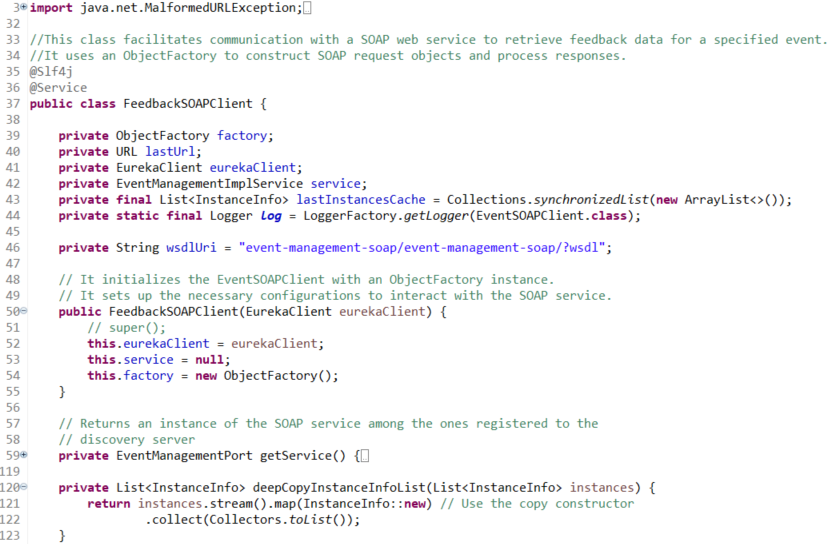 3 import java.net.MalformedURLException;
32
33 //This class facilitates communication with a SOAP web service to retrieve feedback data for a specified event.
34 //It uses an ObjectFactory to construct SOAP request objects and process responses.
35 @Slf4j
36 @Service
37 public class FeedbackSOAPClient {
38
39     private ObjectFactory factory;
40     private URL lastUrl;
41     private EurekaClient eurekaClient;
42     private EventManagementImplService service;
43     private final List<InstanceInfo> lastInstancesCache = Collections.synchronizedList(new ArrayList<>());
44     private static final Logger log = LoggerFactory.getLogger(EventSOAPClient.class);
45
46     private String wsdlUri = "event-management-soap/event-management-soap/?wsdl";
47
48     // It initializes the EventSOAPClient with an ObjectFactory instance.
49     // It sets up the necessary configurations to interact with the SOAP service.
50     public FeedbackSOAPClient(EurekaClient eurekaClient) {
51         // super();
52         this.eurekaClient = eurekaClient;
53         this.service = null;
54         this.factory = new ObjectFactory();
55     }
56
57     // Returns an instance of the SOAP service among the ones registered to the
58     // discovery server
59     private EventManagementPort getService() {
119
120     private List<InstanceInfo> deepCopyInstanceInfoList(List<InstanceInfo> instances) {
121         return instances.stream().map(InstanceInfo::new) // Use the copy constructor
122                 .collect(Collectors.toList());
123     }